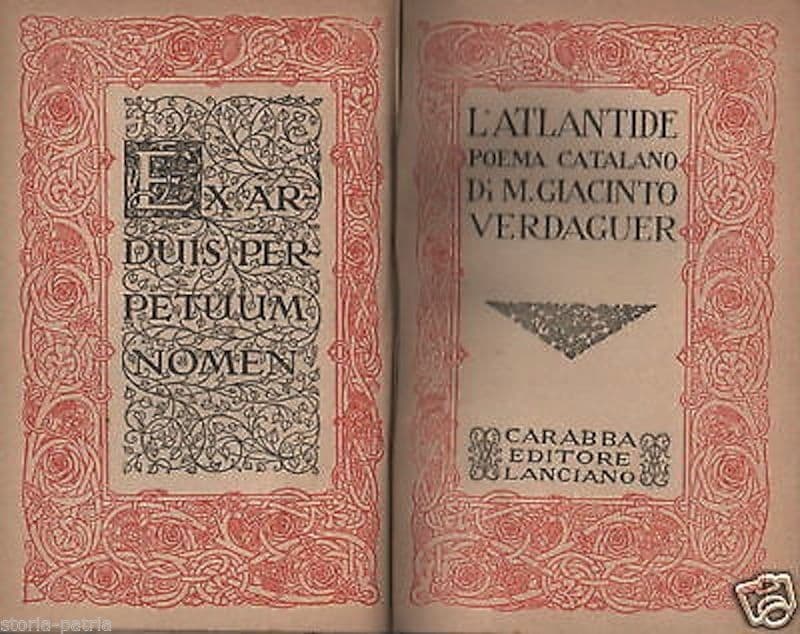 EX AR-
DUIS PER-
PETUUM
NOMEN
L'ATLANTIDE
POEMA CATALANO
Di M. GIACINTO
VERDAGUER
CARABBA
EDITORE
LANCIANO
storia-patria